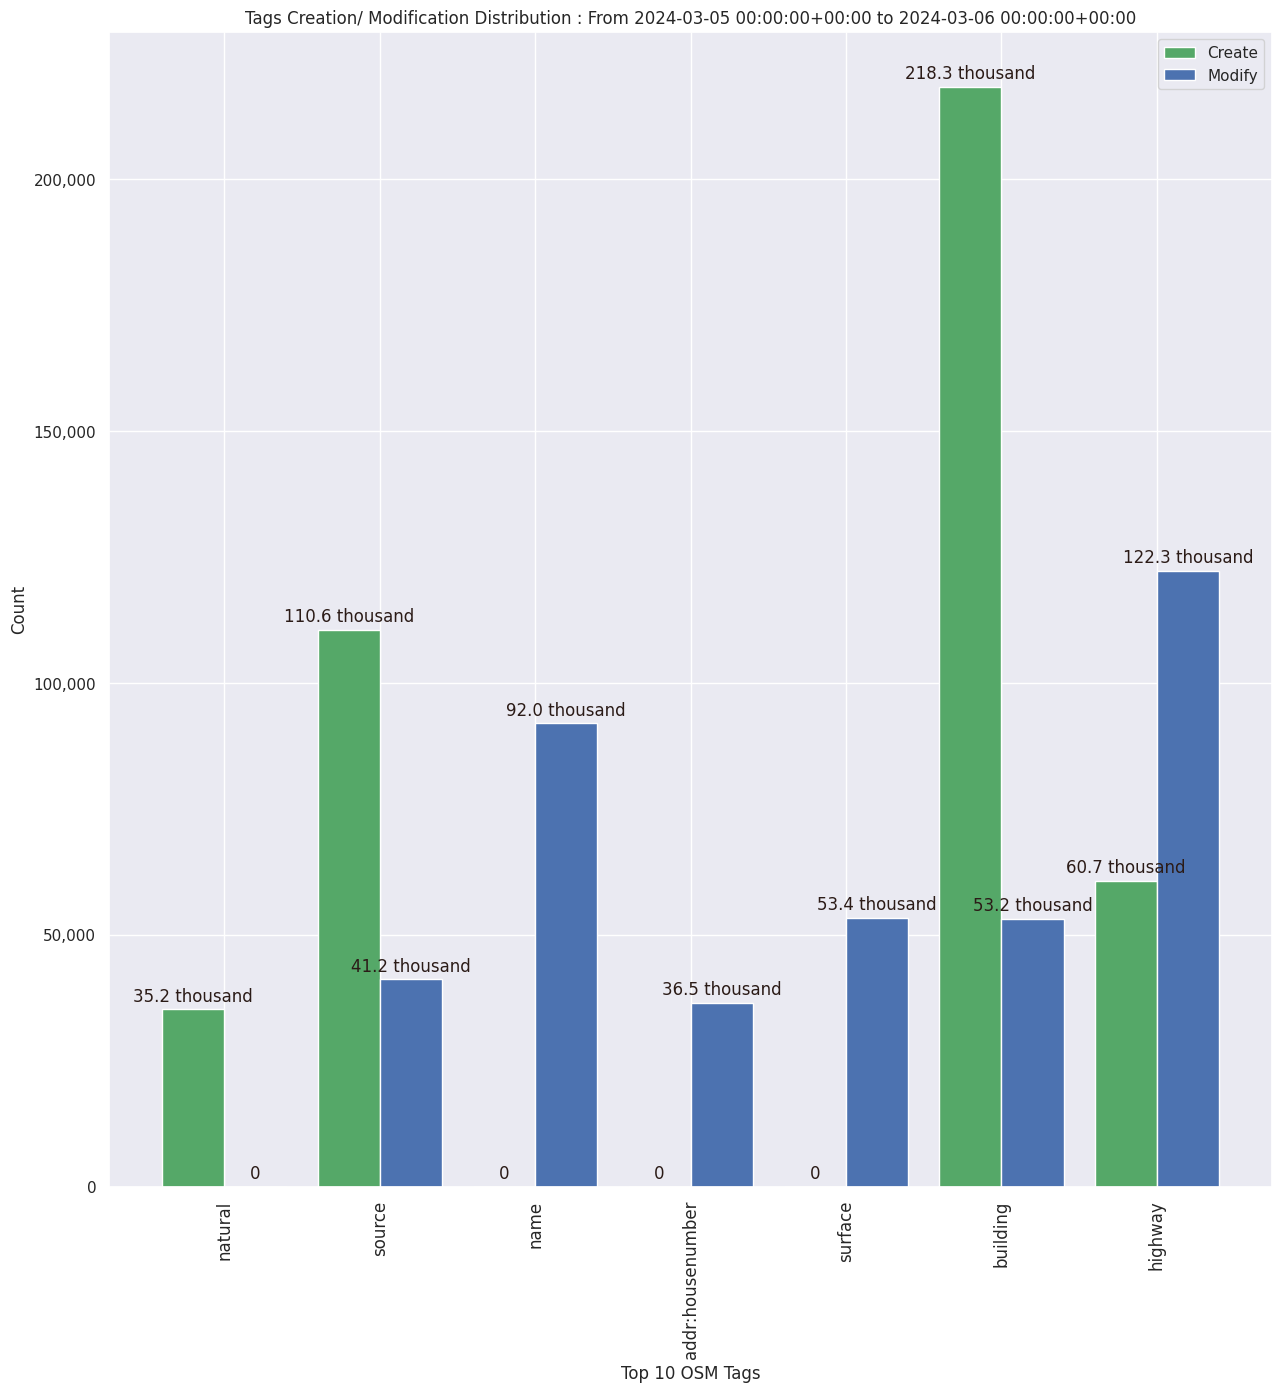 Tags Creation/ Modification Distribution : From 2024-03-05 00:00:00+00:00 to 2024-03-06 00:00:00+00:00
Create
Modify
218.3 thousand
200,000
150,000
122.3 thousand
110.6 thousand
Count
100,000
92.0 thousand
60.7 thousand
53.4 thousand
53.2 thousand
50,000
41.2 thousand
36.5 thousand
35.2 thousand
0
0
0
0
0
natural
source
name
addr:housenumber
surface
building
highway
Top 10 OSM Tags